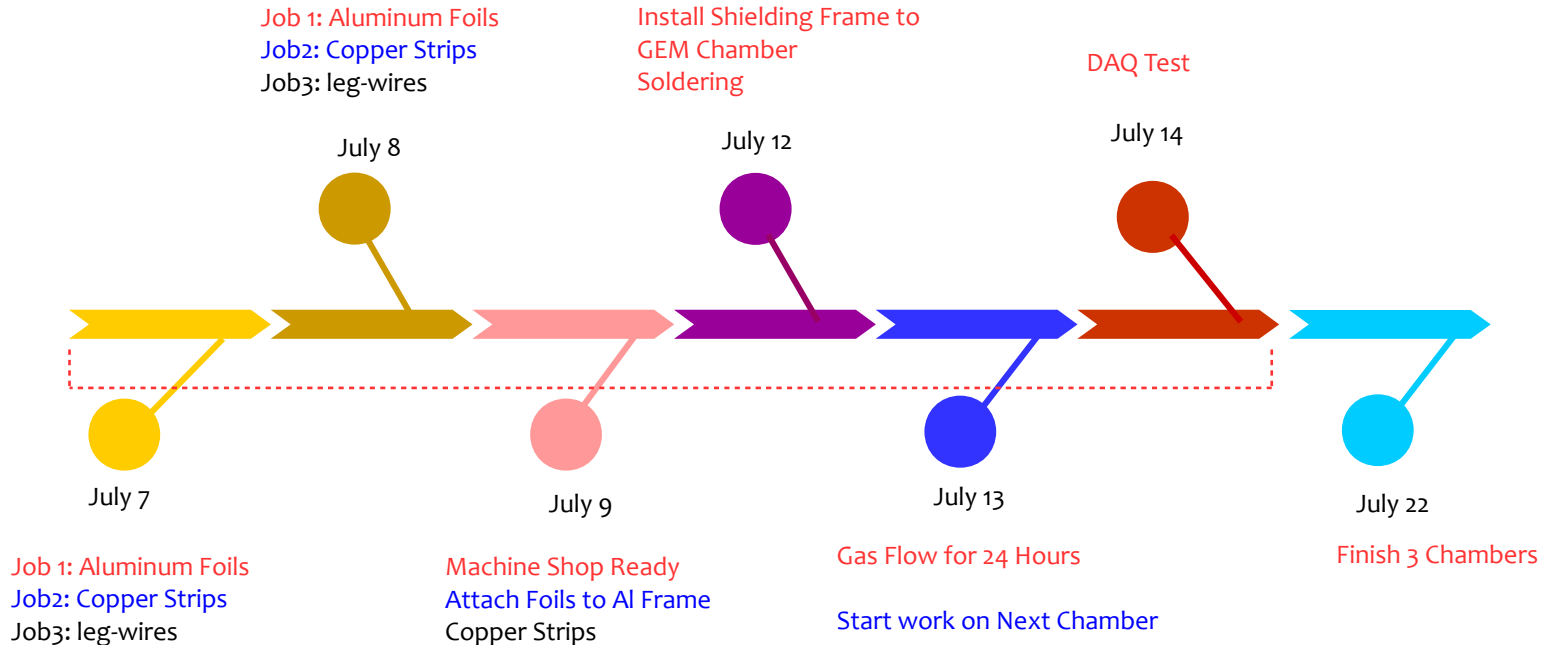 Job 1: Aluminum Foils
Job2: Copper Strips
Job3: leg-wires
July 8
Install Shielding Frame to
GEM Chamber
Soldering
July 12
DAQ Test
July 14
July 7
Job 1: Aluminum Foils
Job2: Copper Strips
Job3: leg-wires
July 9
Machine Shop Ready
Attach Foils to Al Frame
Copper Strips
July 13
Gas Flow for 24 Hours
Start work on Next Chamber
July 22
Finish 3 Chambers